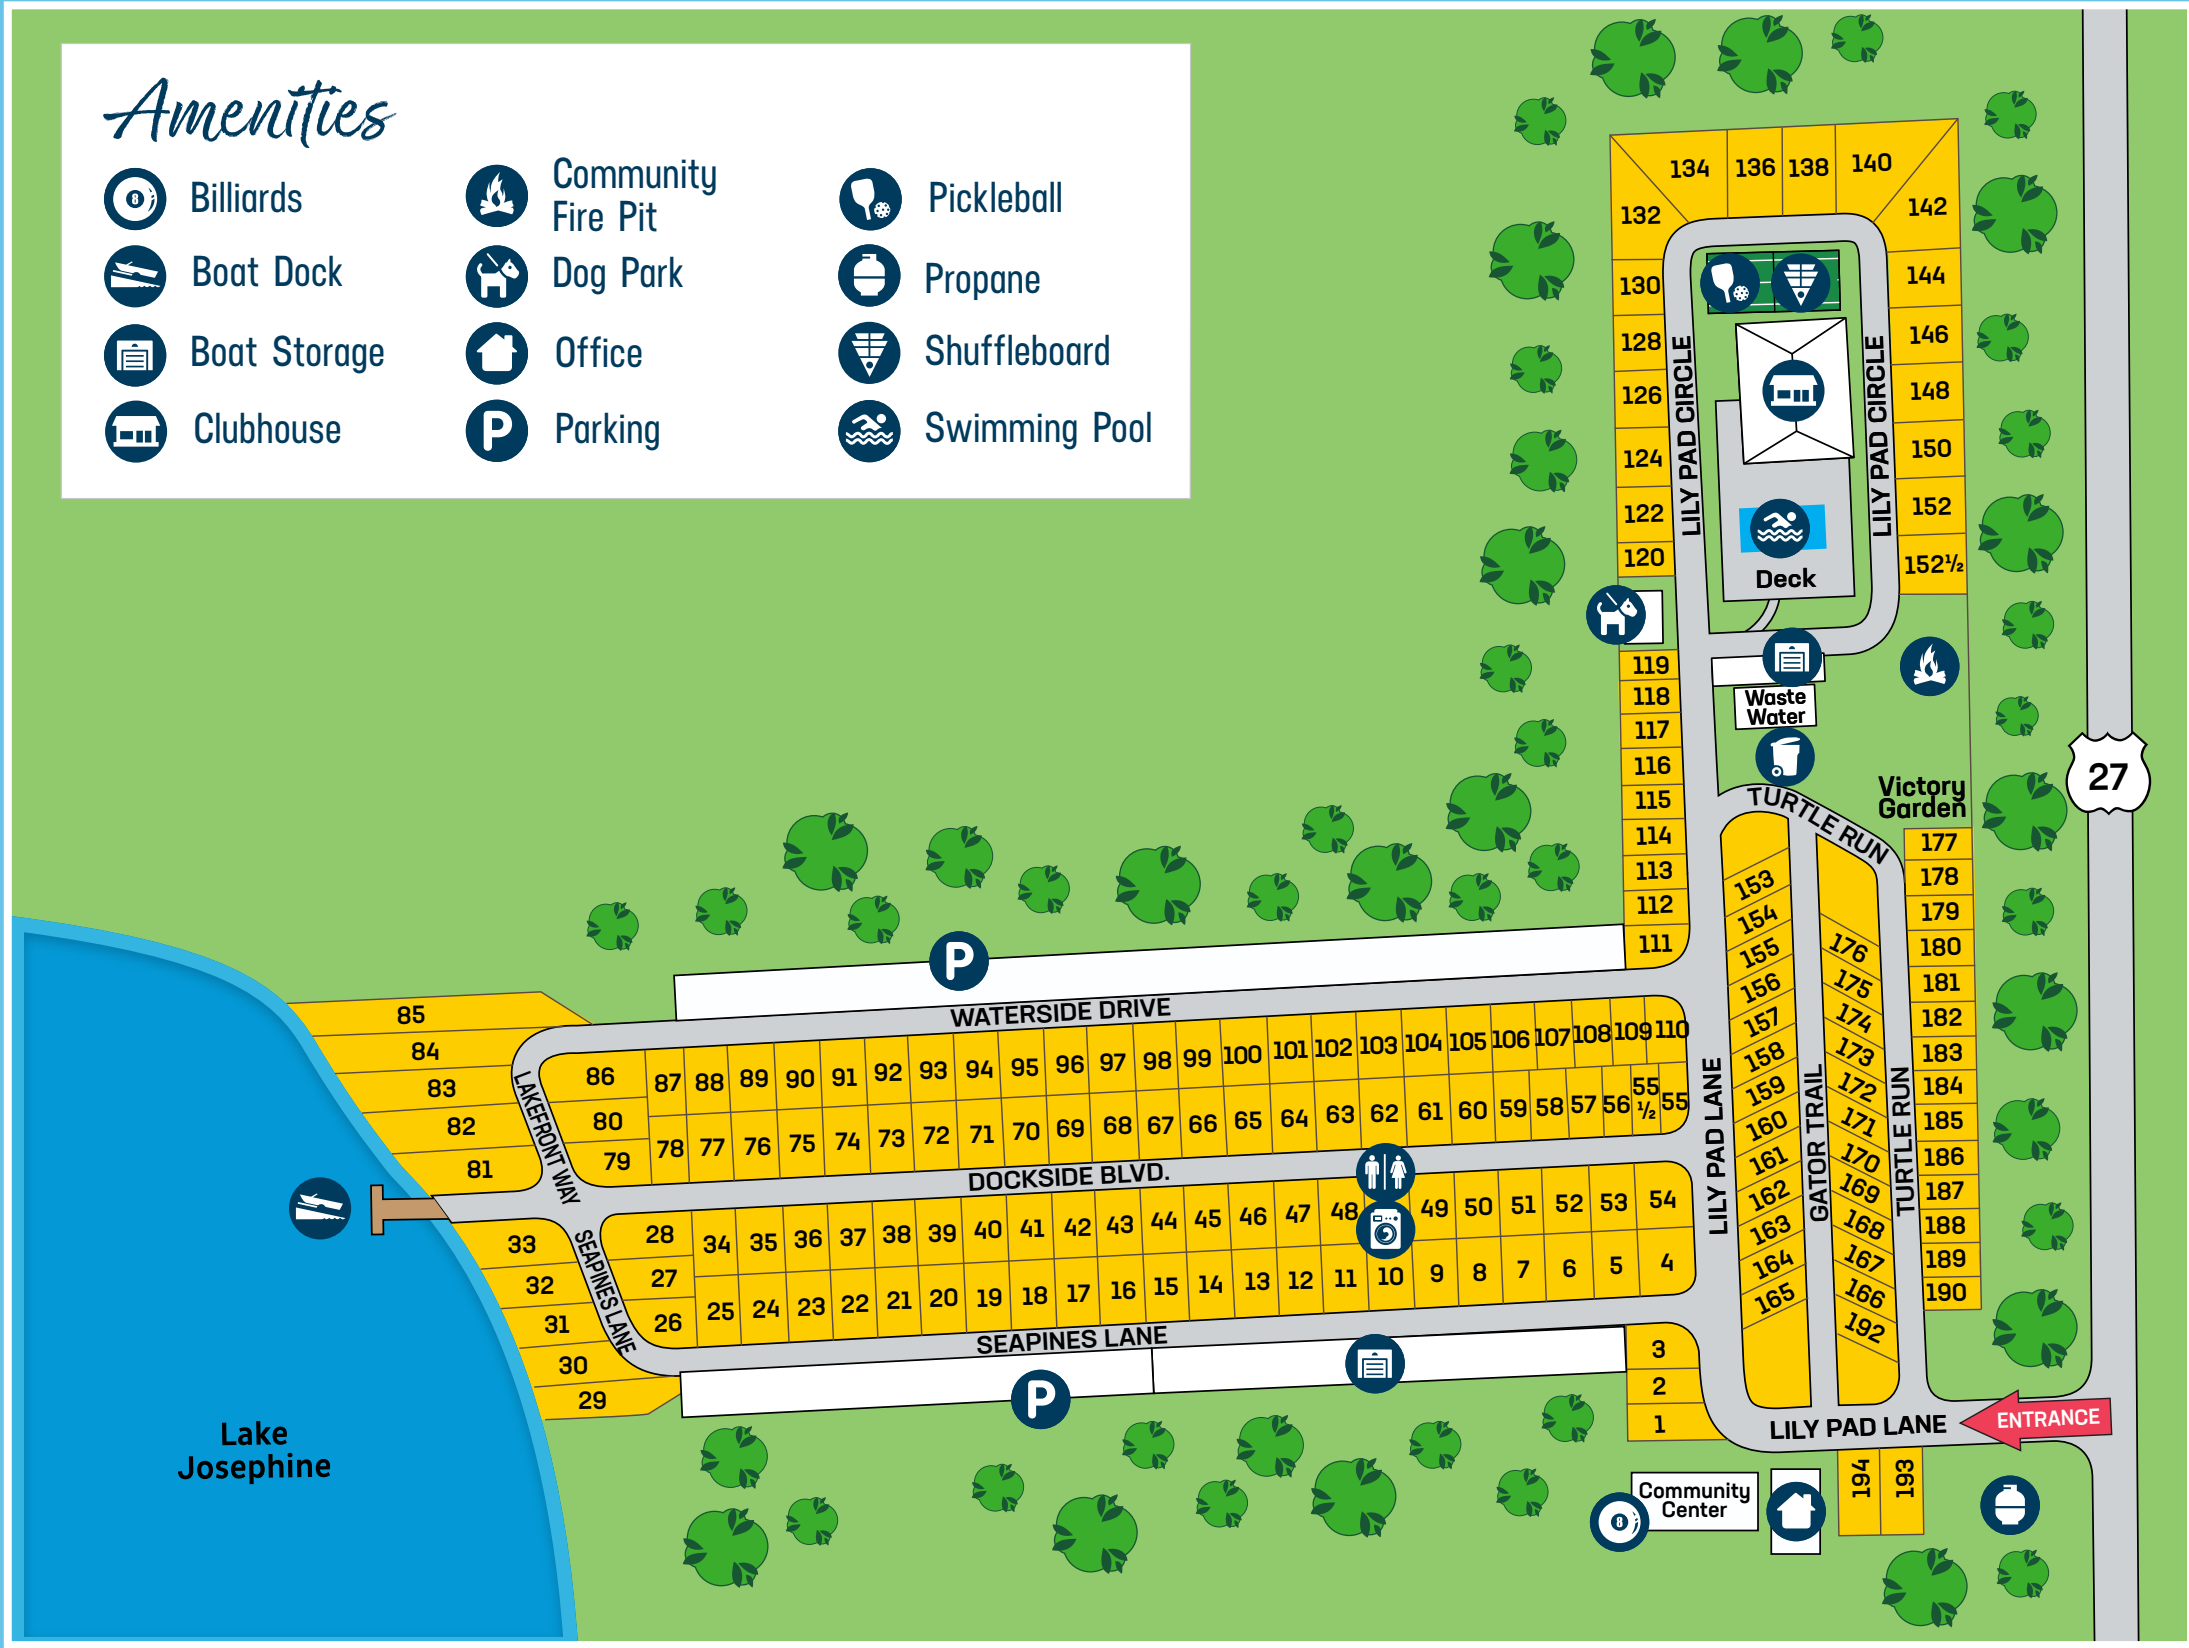 Amenities
Billiards
Boat Dock
Boat Storage
Clubhouse
Community
Fire Pit
Dog Park
Office
P
Parking
Pickleball
Propane
Shuffleboard
Swimming Pool
134 136 138 140
132
142
130
144
128
146
126
148
124
150
122
152
120
152½
LILY PAD CIRCLE
LILY PAD CIRCLE
Deck
119
118
117
116
115
114
113
112
111
Waste
Water
27
Victory
Garden
TURTLE RUN
177
178
179
180
181
182
183
184
185
186
187
188
189
190
153
154
155
156
157
158
159
160
161
162
163
164
165
176
175
174
173
172
171
170
169
168
167
166
192
LILY PAD LANE
GATOR TRAIL
TURTLE RUN
P
WATERSIDE DRIVE
85
84
83
82
81
LAKEFRONT WAY
86 87 88 89 90 91 92 93 94 95 96 97 98 99 100 101 102 103 104 105 106 107 108 109 110
80
79 78 77 76 75 74 73 72 71 70 69 68 67 66 65 64 63 62 61 60 59 58 57 56 55½ 55
DOCKSIDE BLVD.
33
32
31
30
29
SEAPINES LANE
28 34 35 36 37 38 39 40 41 42 43 44 45 46 47 48 49 50 51 52 53 54
27
26 25 24 23 22 21 20 19 18 17 16 15 14 13 12 11 10 9 8 7 6 5 4
SEAPINES LANE
P
3
2
1
LILY PAD LANE
ENTRANCE
194 193
Community
Center
8
Lake
Josephine